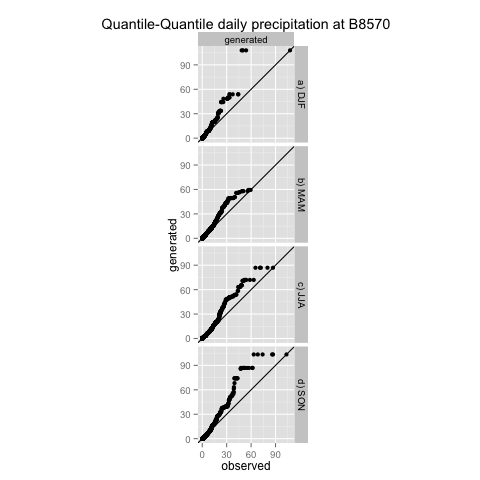 Quantile-Quantile daily precipitation at B8570
generated
90
60
30
0
a) DJF
90
60
30
0
b) MAM
generated
90
60
30
0
c) JJA
90
60
30
0
d) SON
0 30 60 90
observed